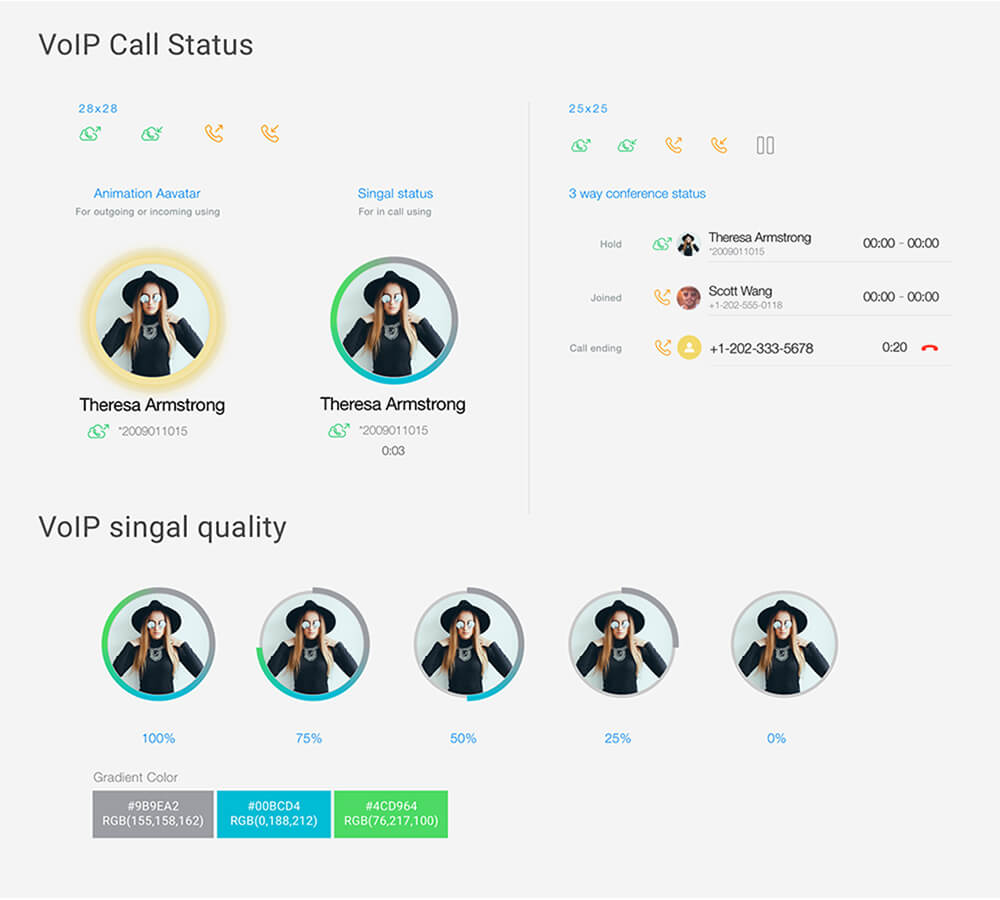 VoIP Call Status
28x28
Animation Aavatar
For outgoing or incoming using
Singal status
For in call using
Theresa Armstrong
*2009011015
Theresa Armstrong
*2009011015
0:03
25x25
3 way conference status
Hold
Theresa Armstrong
*2009011015
00:00 - 00:00
Joined
Scott Wang
+1-202-555-0118
00:00 - 00:00
Call ending
+1-202-333-5678
0:20
VoIP singal quality
100%
75%
50%
25%
0%
Gradient Color
#9B9EA2
RGB(155,158,162)
#00BCD4
RGB(0,188,212)
#4CD964
RGB(76,217,100)